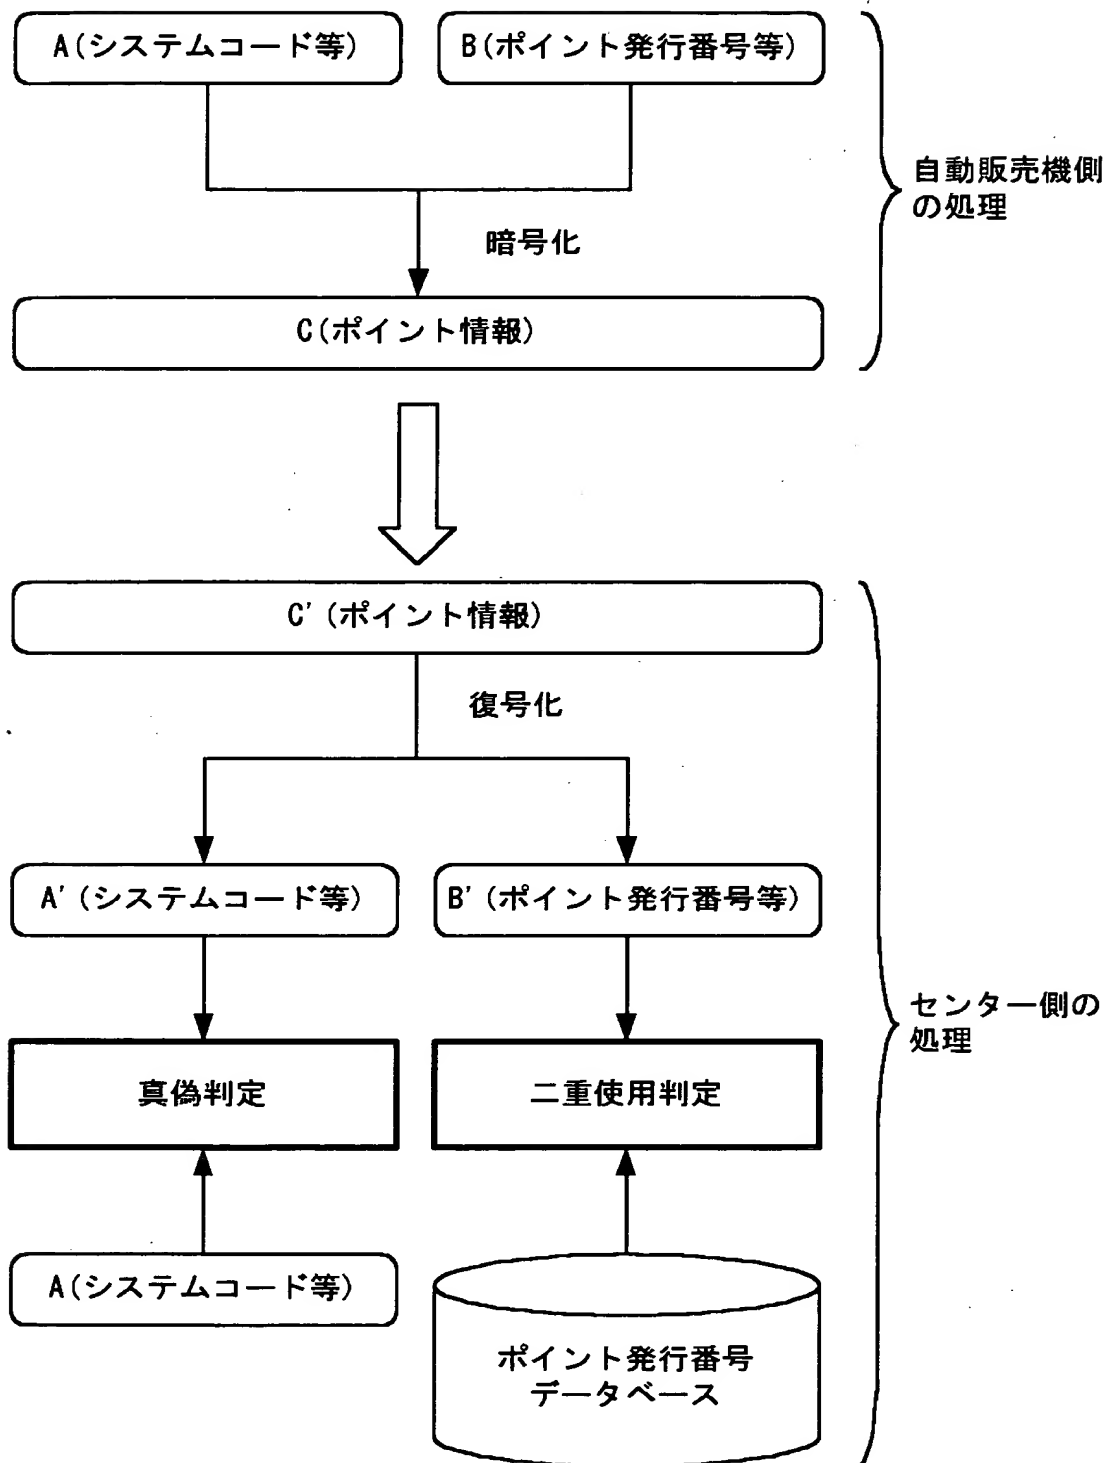 A(システムコード等)
B(ポイント発行番号等)
自動販売機側
の処理
暗号化
C(ポイント情報)
C'(ポイント情報)
復号化
A'(システムコード等)
B'(ポイント発行番号等)
センター側の
処理
真偽判定
二重使用判定
A(システムコード等)
ポイント発行番号
データベース